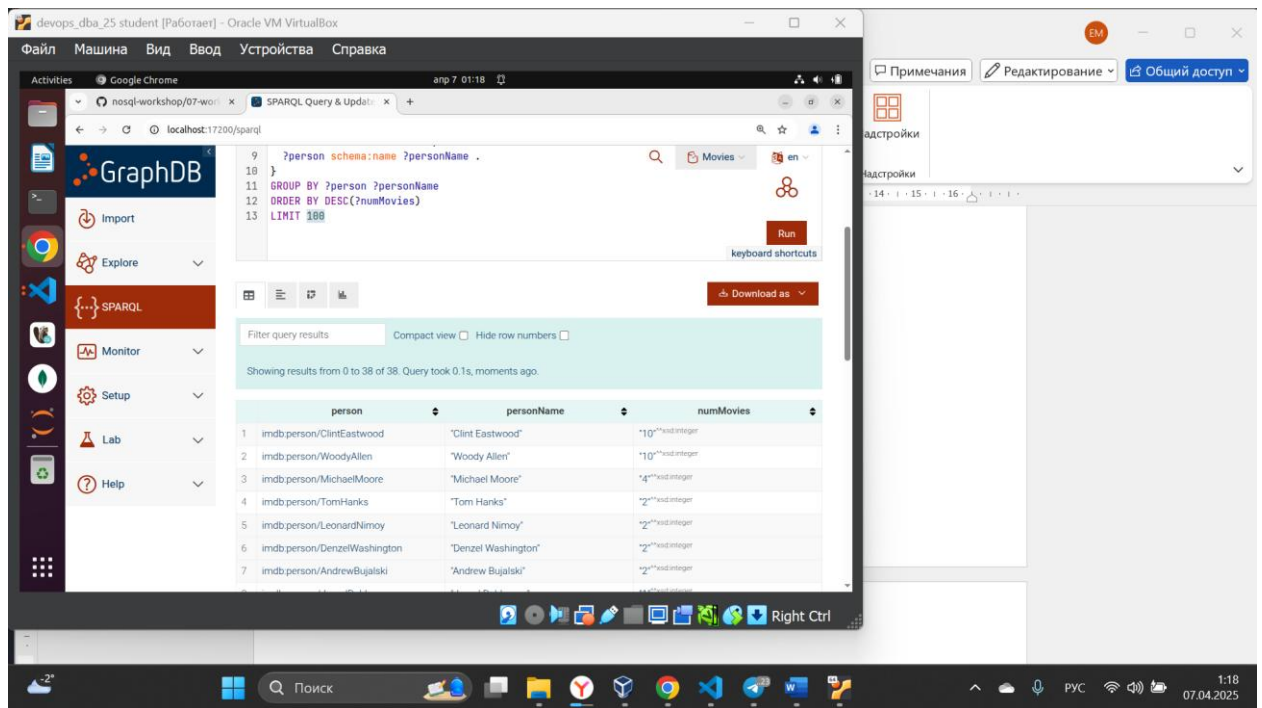 devops_dba_25 student [Работает] - Oracle VM VirtualBox
Файл Машина Вид Ввод Устройства Справка
Activities Google Chrome апр 7 01:18
nosql-workshop/07-wor
SPARQL Query & Update
localhost:17200/sparql
GraphDB
Import
Explore
SPARQL
Monitor
Setup
Lab
Help
9 ?person schema:name ?personName .
10 }
11 GROUP BY ?person ?personName
12 ORDER BY DESC(?numMovies)
13 LIMIT 100
Movies
en
Run
keyboard shortcuts
Download as
Filter query results Compact view Hide row numbers
Showing results from 0 to 38 of 38. Query took 0.1s, moments ago.
person personName numMovies
1 imdb:person/ClintEastwood "Clint Eastwood" "10"^^xsd:integer
2 imdb:person/WoodyAllen "Woody Allen" "10"^^xsd:integer
3 imdb:person/MichaelMoore "Michael Moore" "4"^^xsd:integer
4 imdb:person/TomHanks "Tom Hanks" "2"^^xsd:integer
5 imdb:person/LeonardNimoy "Leonard Nimoy" "2"^^xsd:integer
6 imdb:person/DenzelWashington "Denzel Washington" "2"^^xsd:integer
7 imdb:person/AndrewBujalski "Andrew Bujalski" "2"^^xsd:integer
Right Ctrl
EM
Примечания Редактирование Общий доступ
адстройки
Надстройки
14 15 16
-2°
Поиск
23
РУС
1:18
07.04.2025